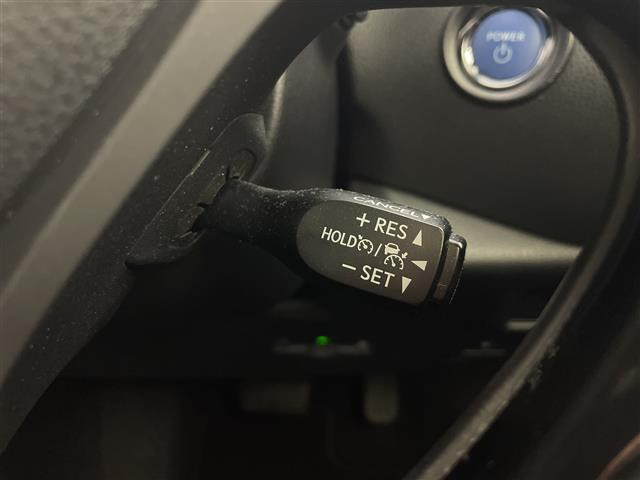 POWER
CANCEL
+ RES
HOLD /
− SET